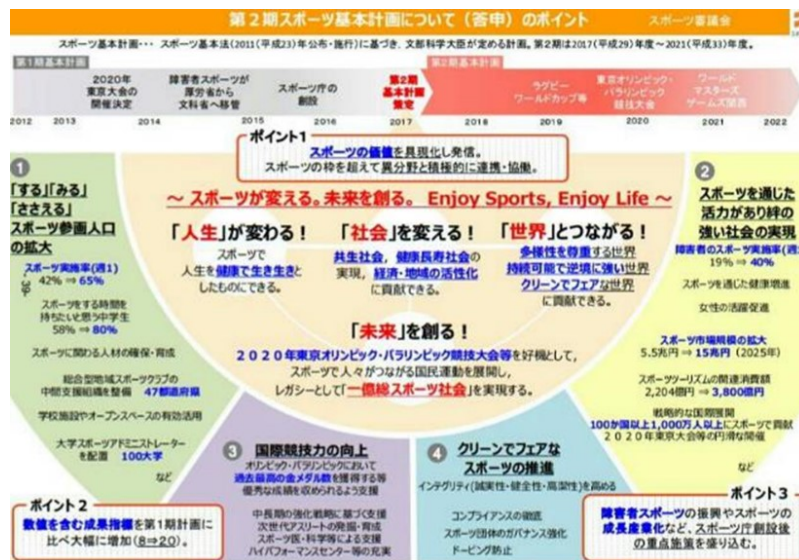 第２期スポーツ基本計画について（答申）のポイント
スポーツ審議会
スポーツ基本計画・・・ スポーツ基本法(2011(平成23)年公布・施行)に基づき、文部科学大臣が定める計画。第２期は2017(平成29)年度～2021(平成33)年度。
第１期基本計画
第２期基本計画
2020年
東京大会の
開催決定
障害者スポーツが
厚労省から
文科省へ移管
スポーツ庁の
創設
第２期
基本計画
策定
ラグビー
ワールドカップ等
東京オリンピック・
パラリンピック
競技大会
ワールド
マスターズ
ゲームズ関西
2012 2013 2014 2015 2016 2017 2018 2019 2020 2021 2022
ポイント1
スポーツの価値を具現化し発信。
スポーツの枠を超えて異分野と積極的に連携・協働。
～ スポーツが変える。未来を創る。 Enjoy Sports, Enjoy Life ～
「人生」が変わる！
スポーツで
人生を健康で生き生きと
したものにできる。
「社会」を変える！
共生社会，健康長寿社会の
実現，経済・地域の活性化
に貢献できる。
「世界」とつながる！
多様性を尊重する世界
持続可能で逆境に強い世界
クリーンでフェアな世界
に貢献できる。
「未来」を創る！
２０２０年東京オリンピック・パラリンピック競技大会等を好機として，
スポーツで人々がつながる国民運動を展開し，
レガシーとして「一億総スポーツ社会」を実現する。
1
「する」「みる」
「ささえる」
スポーツ参画人口
の拡大
スポーツ実施率(週1)
42% ⇒ 65%
スポーツをする時間を
持ちたいと思う中学生
58% ⇒ 80%
スポーツに関わる人材の確保・育成
総合型地域スポーツクラブの
中間支援組織を整備 47都道府県
学校施設やオープンスペースの有効活用
大学スポーツアドミニストレーター
を配置 100大学
など
2
スポーツを通じた
活力があり絆の
強い社会の実現
障害者のスポーツ実施率(週
19% ⇒ 40%
スポーツを通じた健康増進
女性の活躍促進
スポーツ市場規模の拡大
5.5兆円 ⇒ 15兆円 (2025年)
スポーツツーリズムの関連消費額
2,204億円 ⇒ 3,800億円
戦略的な国際展開
100か国以上1,000万人以上にスポーツで貢献
２０２０年東京大会等の円滑な開催
など
3
国際競技力の向上
オリンピック・パラリンピックにおいて
過去最高の金メダル数を獲得する等
優秀な成績を収められるよう支援
中長期の強化戦略に基づく支援
次世代アスリートの発掘・育成
スポーツ医・科学等による支援
ハイパフォーマンスセンター等の充実
4
クリーンでフェアな
スポーツの推進
インテグリティ(誠実性・健全性・高潔性)を高める
コンプライアンスの徹底
スポーツ団体のガバナンス強化
ドーピング防止
ポイント２
数値を含む成果指標を第１期計画に
比べ大幅に増加(8⇒20)。
ポイント３
障害者スポーツの振興やスポーツの
成長産業化など、スポーツ庁創設後
の重点施策を盛り込む。